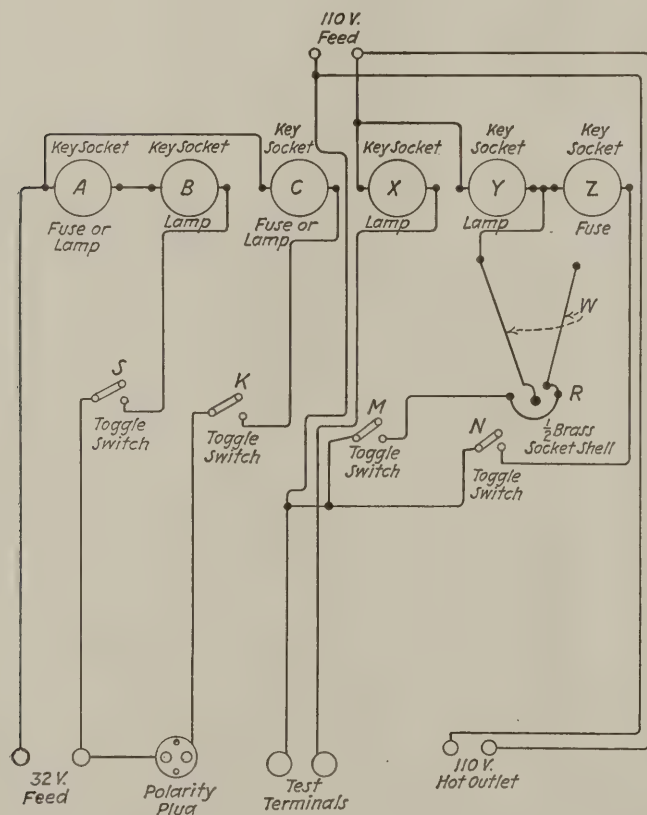 110 V.
Feed
Key Socket
A
Fuse or
Lamp
Key Socket
B
Lamp
Key
Socket
C
Fuse or
Lamp
Key Socket
X
Lamp
Key
Socket
Y
Lamp
Key
Socket
Z
Fuse
W
S
Toggle
Switch
K
Toggle
Switch
M
Toggle
Switch
N
Toggle
Switch
R
1/2 Brass
Socket Shell
32 V.
Feed
Polarity
Plug
Test
Terminals
110 V.
Hot Outlet